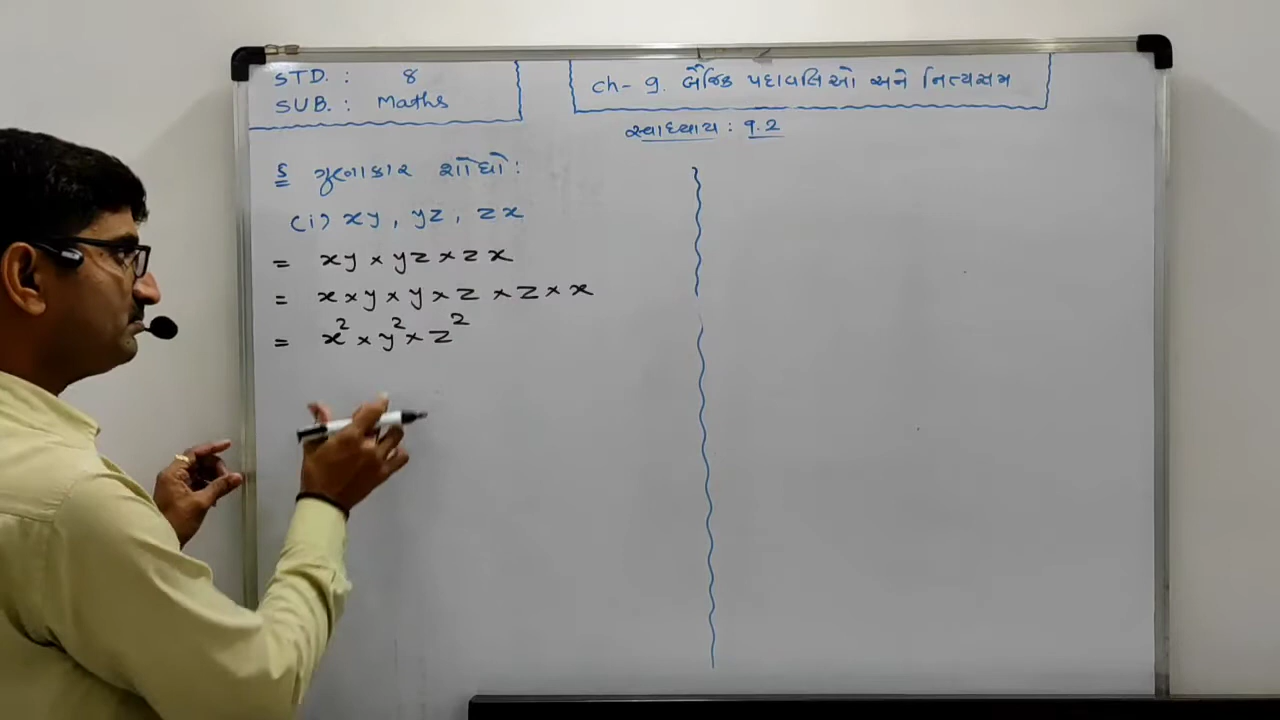 STD. : 8
SUB. : Maths
Ch- 9. બૈજિક પદાવલિઓ અને નિત્યસમ
સ્વાધ્યાય : 9.2
5 ગુણાકાર શોધો :
(i) xy , yz , zx
= xy × yz × zx
= x × y × y × z × z × x
= x² × y² × z²